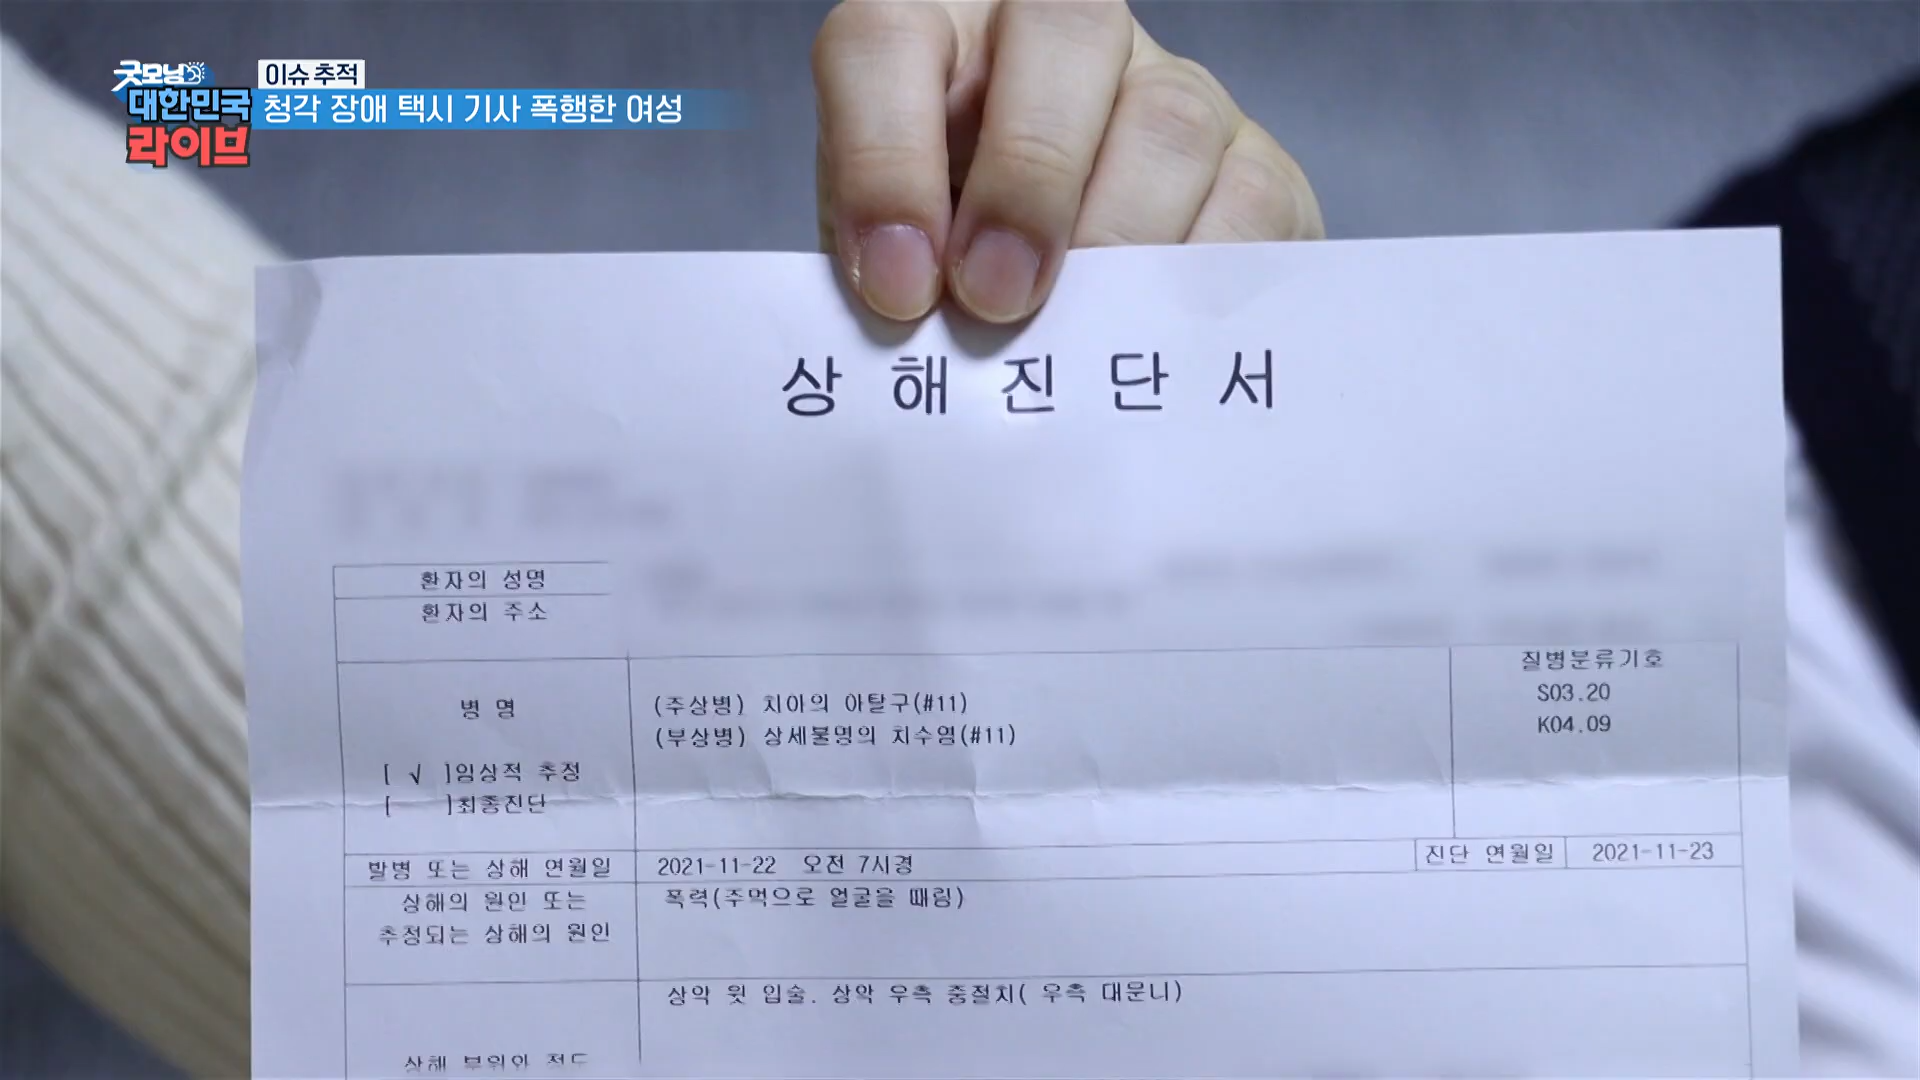 굿모닝
대한민국
라이브
이슈 추적
청각 장애 택시 기사 폭행한 여성
상 해 진 단 서
환자의 성명
환자의 주소
병 명
[ √ ]임상적 추정
[ ]최종진단
(주상병) 치아의 아탈구(#11)
(부상병) 상세불명의 치수염(#11)
질병분류기호
S03.20
K04.09
발병 또는 상해 연월일 2021-11-22 오전 7시경 진단 연월일 2021-11-23
상해의 원인 또는
추정되는 상해의 원인
폭력(주먹으로 얼굴을 때림)
상악 윗 입술. 상악 우측 중절치( 우측 대문니)
상해 부위와 정도